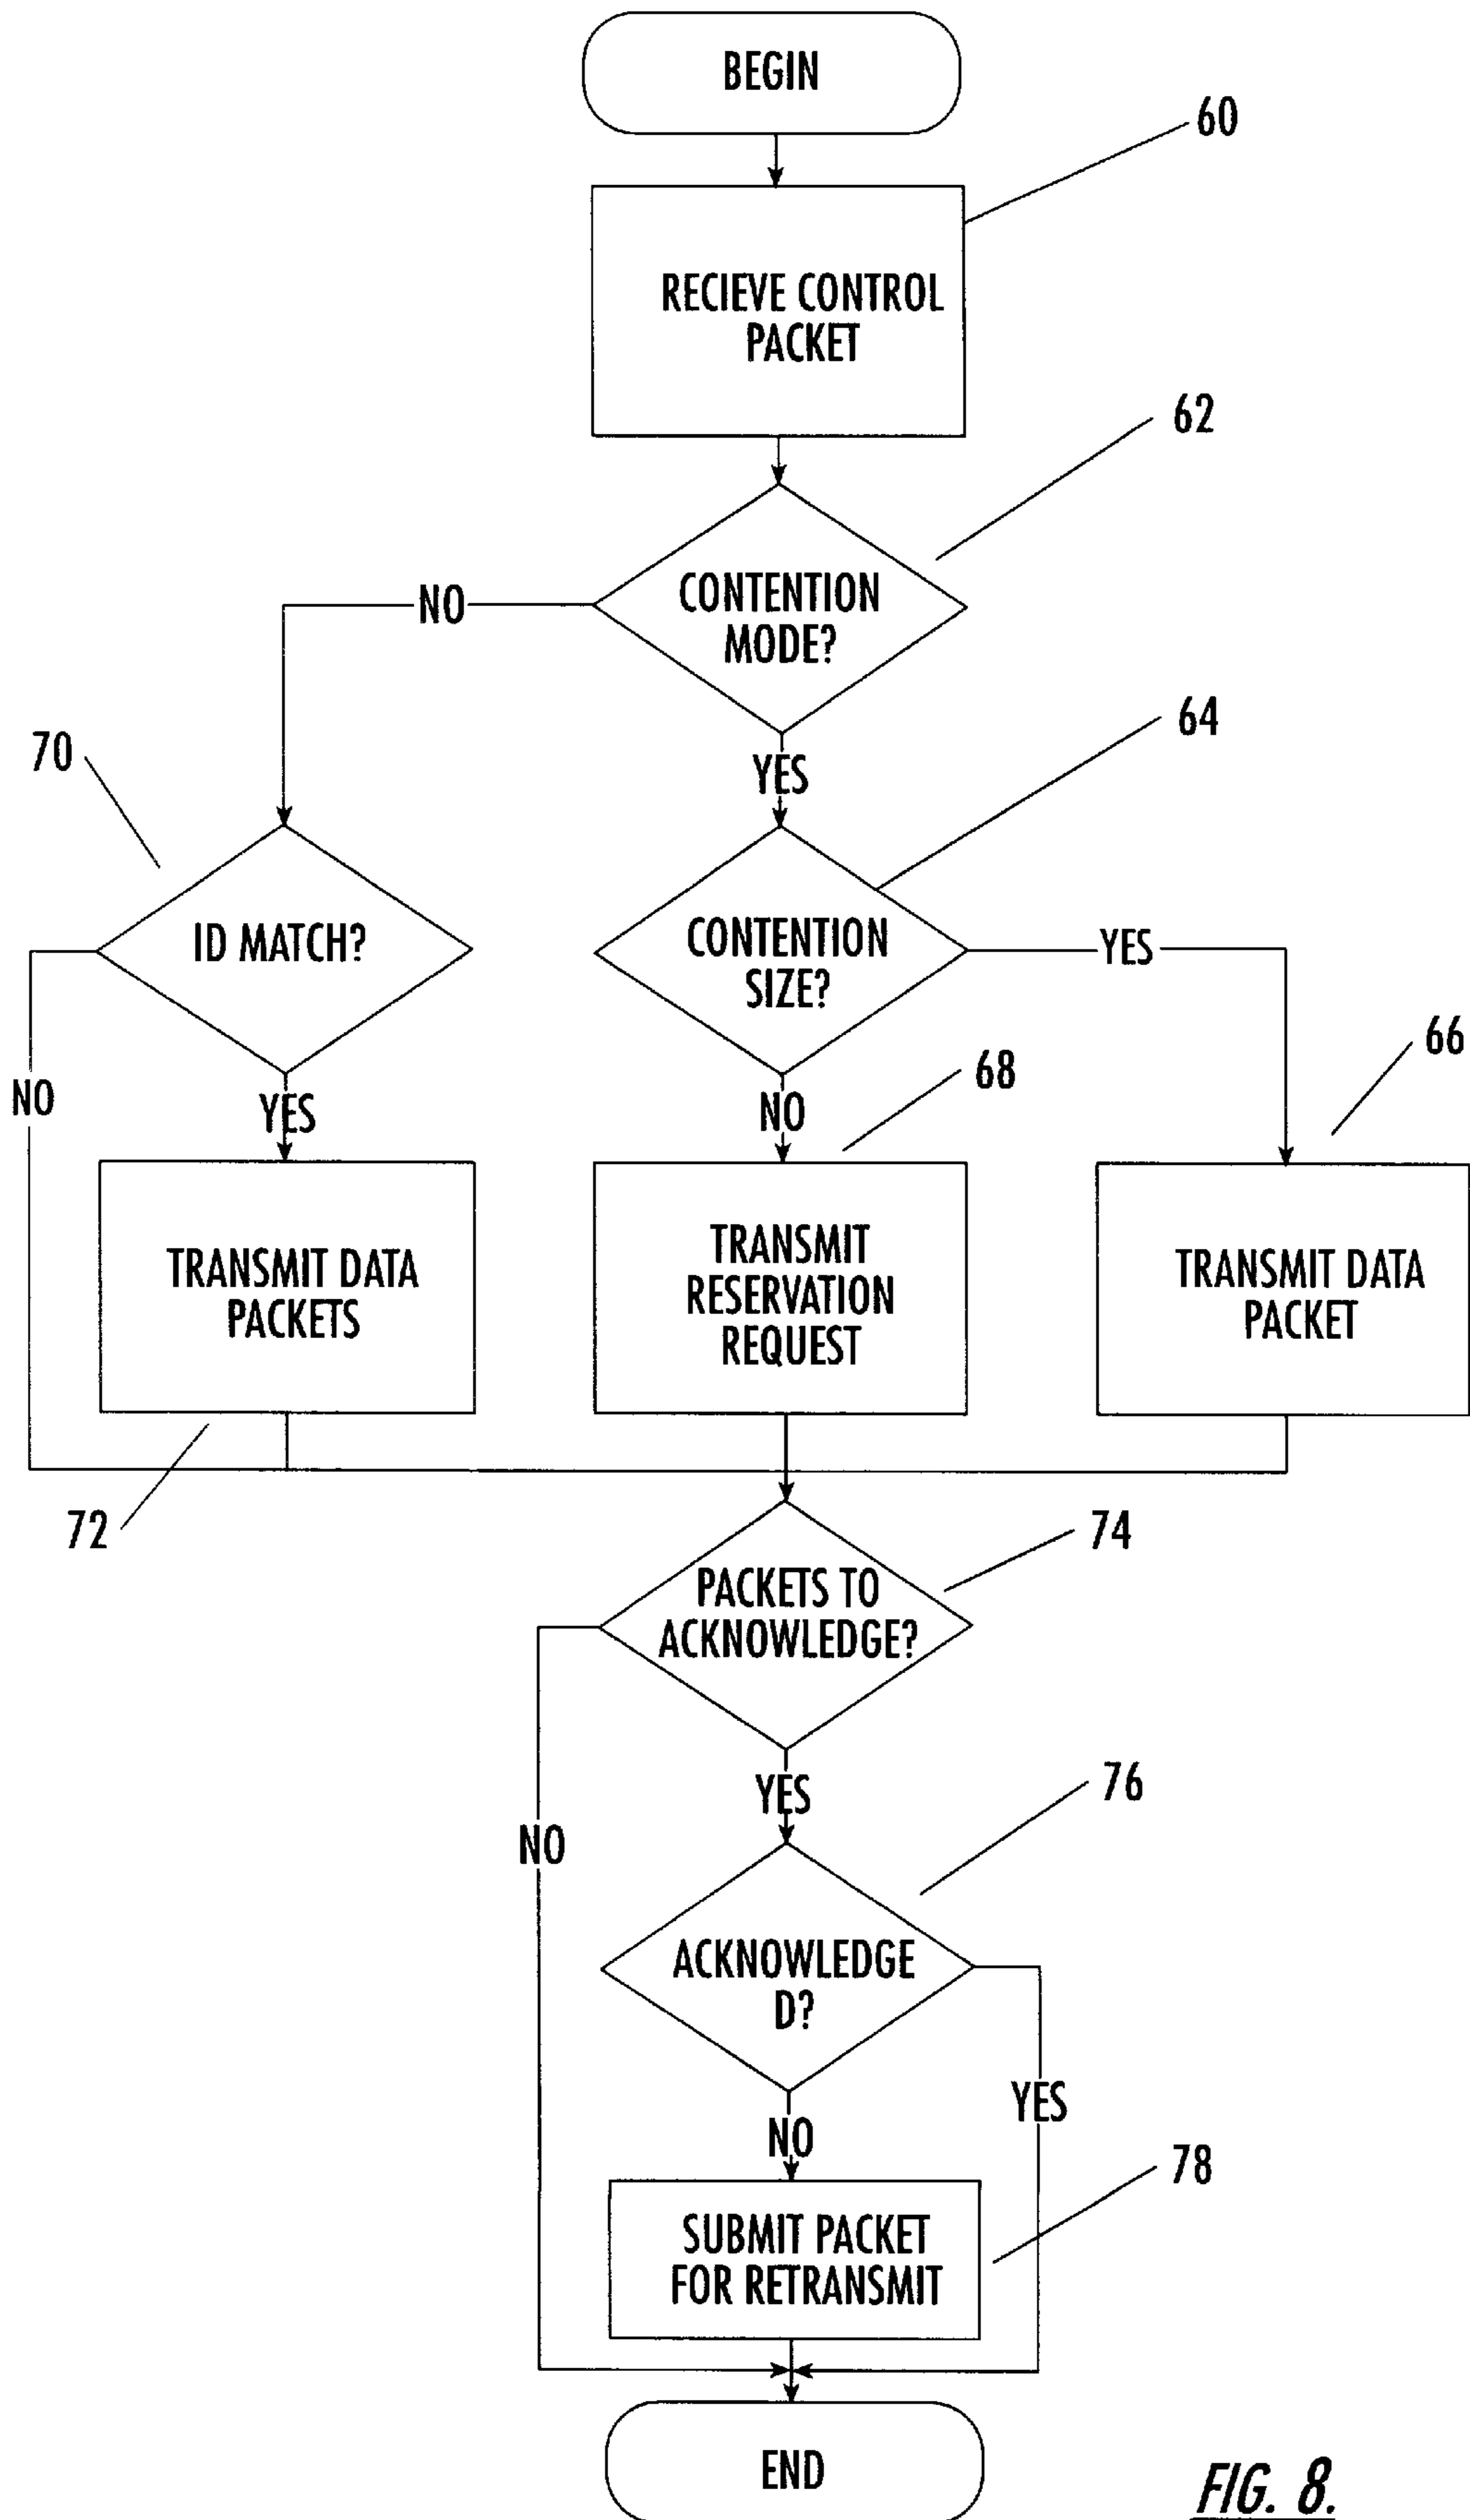 BEGIN
60
RECIEVE CONTROL
PACKET
62
CONTENTION
MODE?
NO
YES
64
70
ID MATCH?
CONTENTION
SIZE?
YES
66
68
NO
YES
NO
TRANSMIT DATA
PACKETS
TRANSMIT
RESERVATION
REQUEST
TRANSMIT DATA
PACKET
72
74
PACKETS TO
ACKNOWLEDGE?
YES
76
NO
ACKNOWLEDGE
D?
YES
NO
78
SUBMIT PACKET
FOR RETRANSMIT
END
FIG. 8.